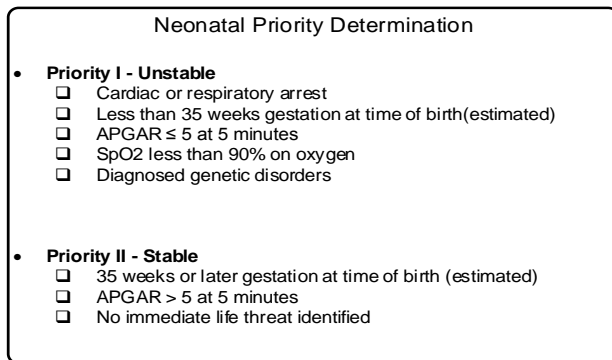 Neonatal Priority Determination
• Priority I - Unstable
❑ Cardiac or respiratory arrest
❑ Less than 35 weeks gestation at time of birth(estimated)
❑ APGAR ≤ 5 at 5 minutes
❑ SpO2 less than 90% on oxygen
❑ Diagnosed genetic disorders
• Priority II - Stable
❑ 35 weeks or later gestation at time of birth (estimated)
❑ APGAR > 5 at 5 minutes
❑ No immediate life threat identified